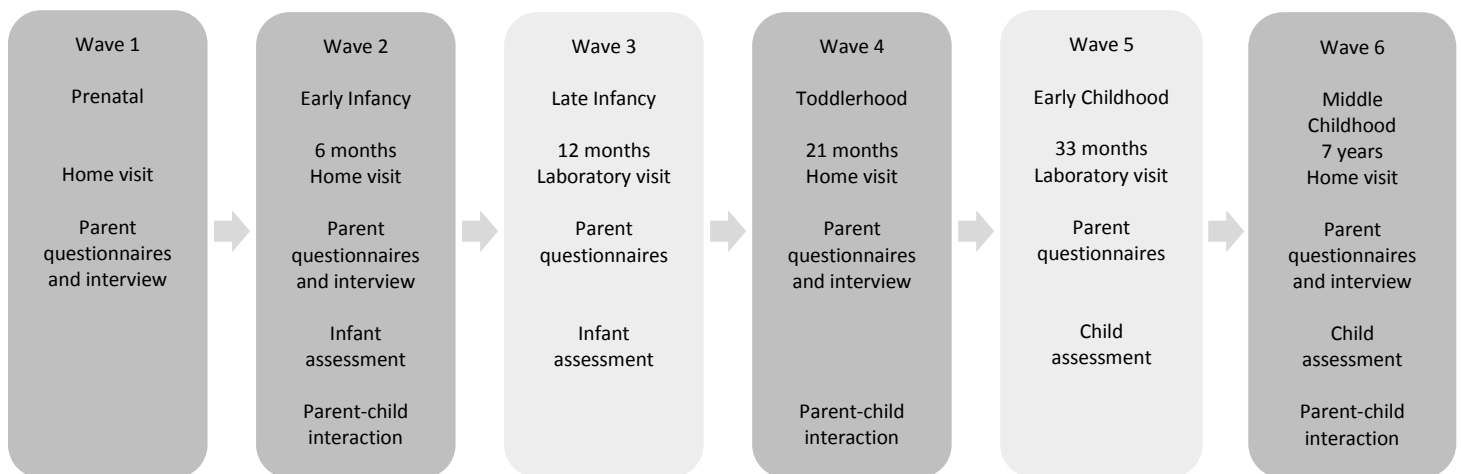 Wave 1
Prenatal
Home visit
Parent
questionnaires
and interview
Wave 2
Early Infancy
6 months
Home visit
Parent
questionnaires
and interview
Infant
assessment
Parent-child
interaction
Wave 3
Late Infancy
12 months
Laboratory visit
Parent
questionnaires
Infant
assessment
Wave 4
Toddlerhood
21 months
Home visit
Parent
questionnaires
and interview
Parent-child
interaction
Wave 5
Early Childhood
33 months
Laboratory visit
Parent
questionnaires
Child
assessment
Wave 6
Middle
Childhood
7 years
Home visit
Parent
questionnaires
and interview
Child
assessment
Parent-child
interaction